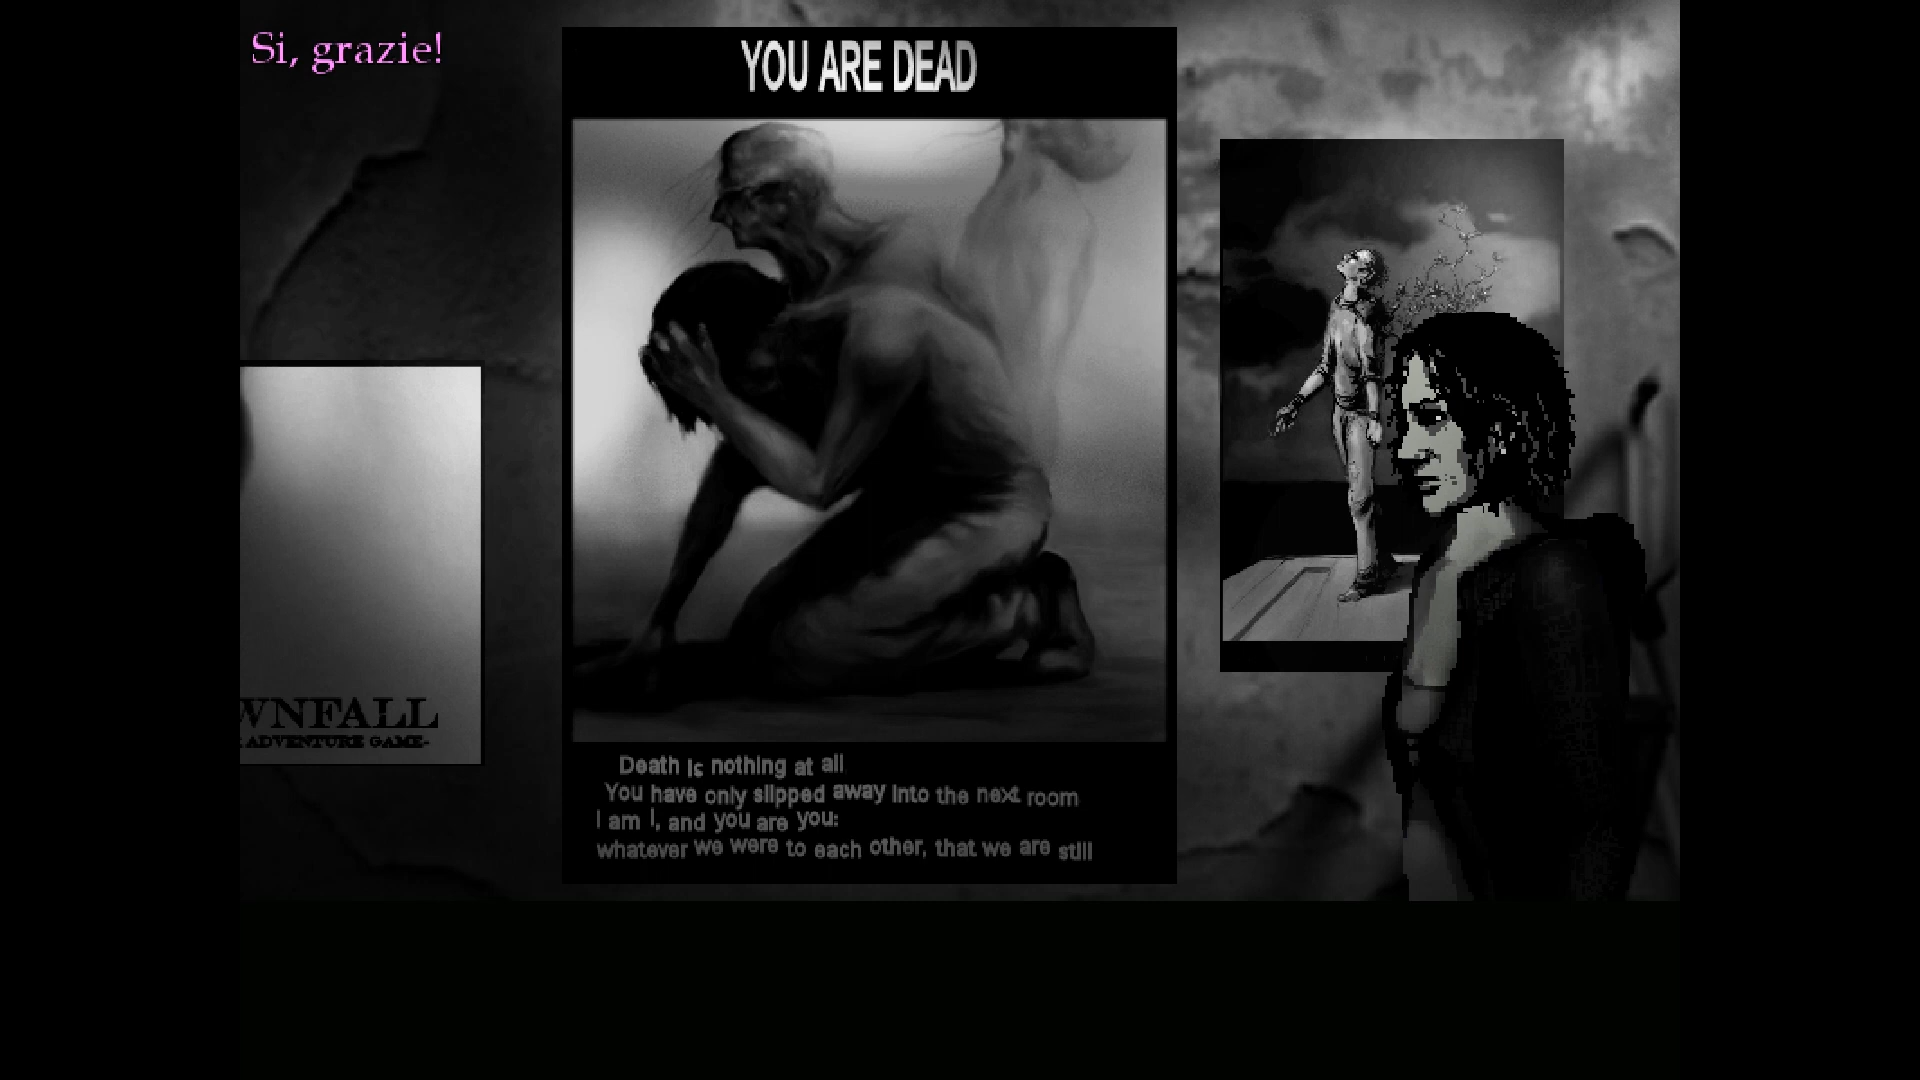 Si, grazie!
YOU ARE DEAD
WNFALL
ADVENTURE GAME-
Death is nothing at all
You have only slipped away into the next room
I am I, and you are you:
whatever we were to each other, that we are still